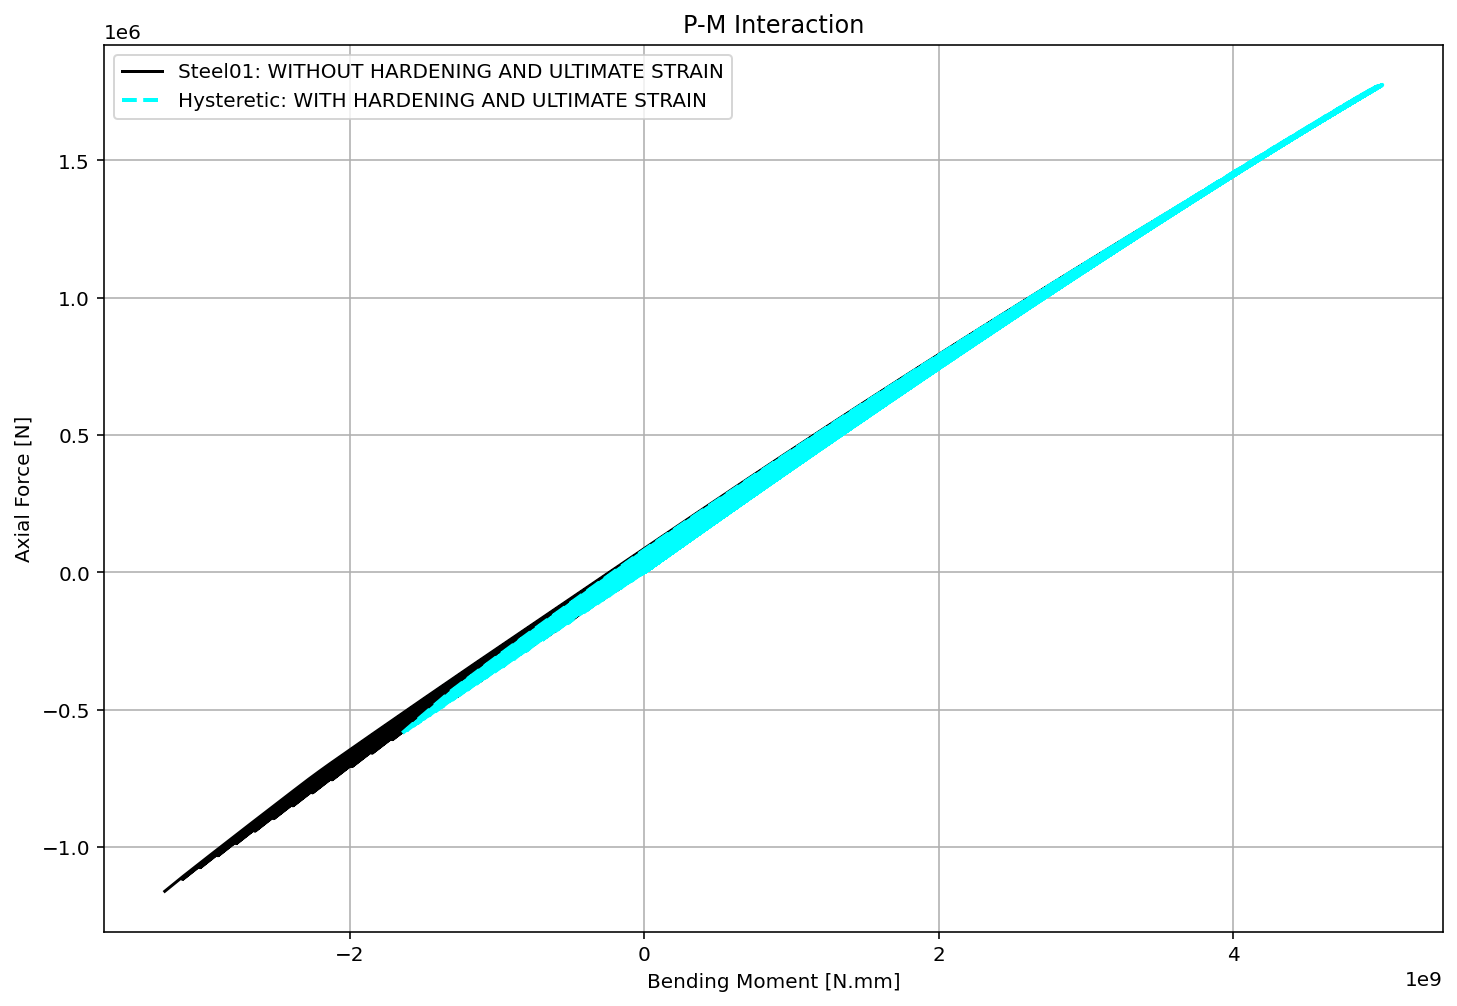 P-M Interaction
1e6
Steel01: WITHOUT HARDENING AND ULTIMATE STRAIN
Hysteretic: WITH HARDENING AND ULTIMATE STRAIN
1.5
1.0
0.5
0.0
−0.5
−1.0
Axial Force [N]
−2 0 2 4
Bending Moment [N.mm]
1e9